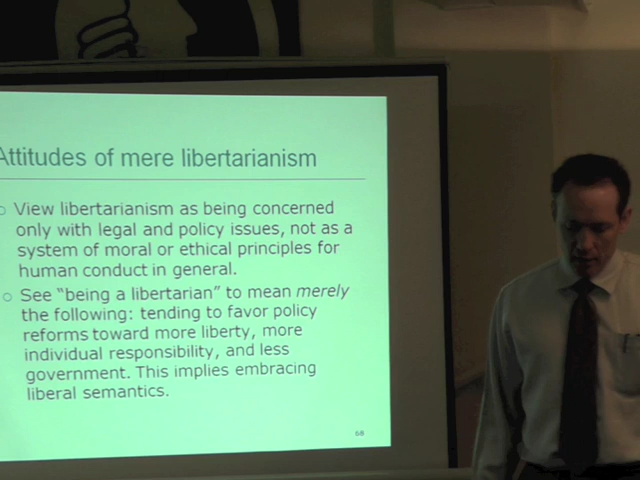 Attitudes of mere libertarianism
View libertarianism as being concerned
only with legal and policy issues, not as a
system of moral or ethical principles for
human conduct in general.
See “being a libertarian” to mean merely
the following: tending to favor policy
reforms toward more liberty, more
individual responsibility, and less
government. This implies embracing
liberal semantics.
68